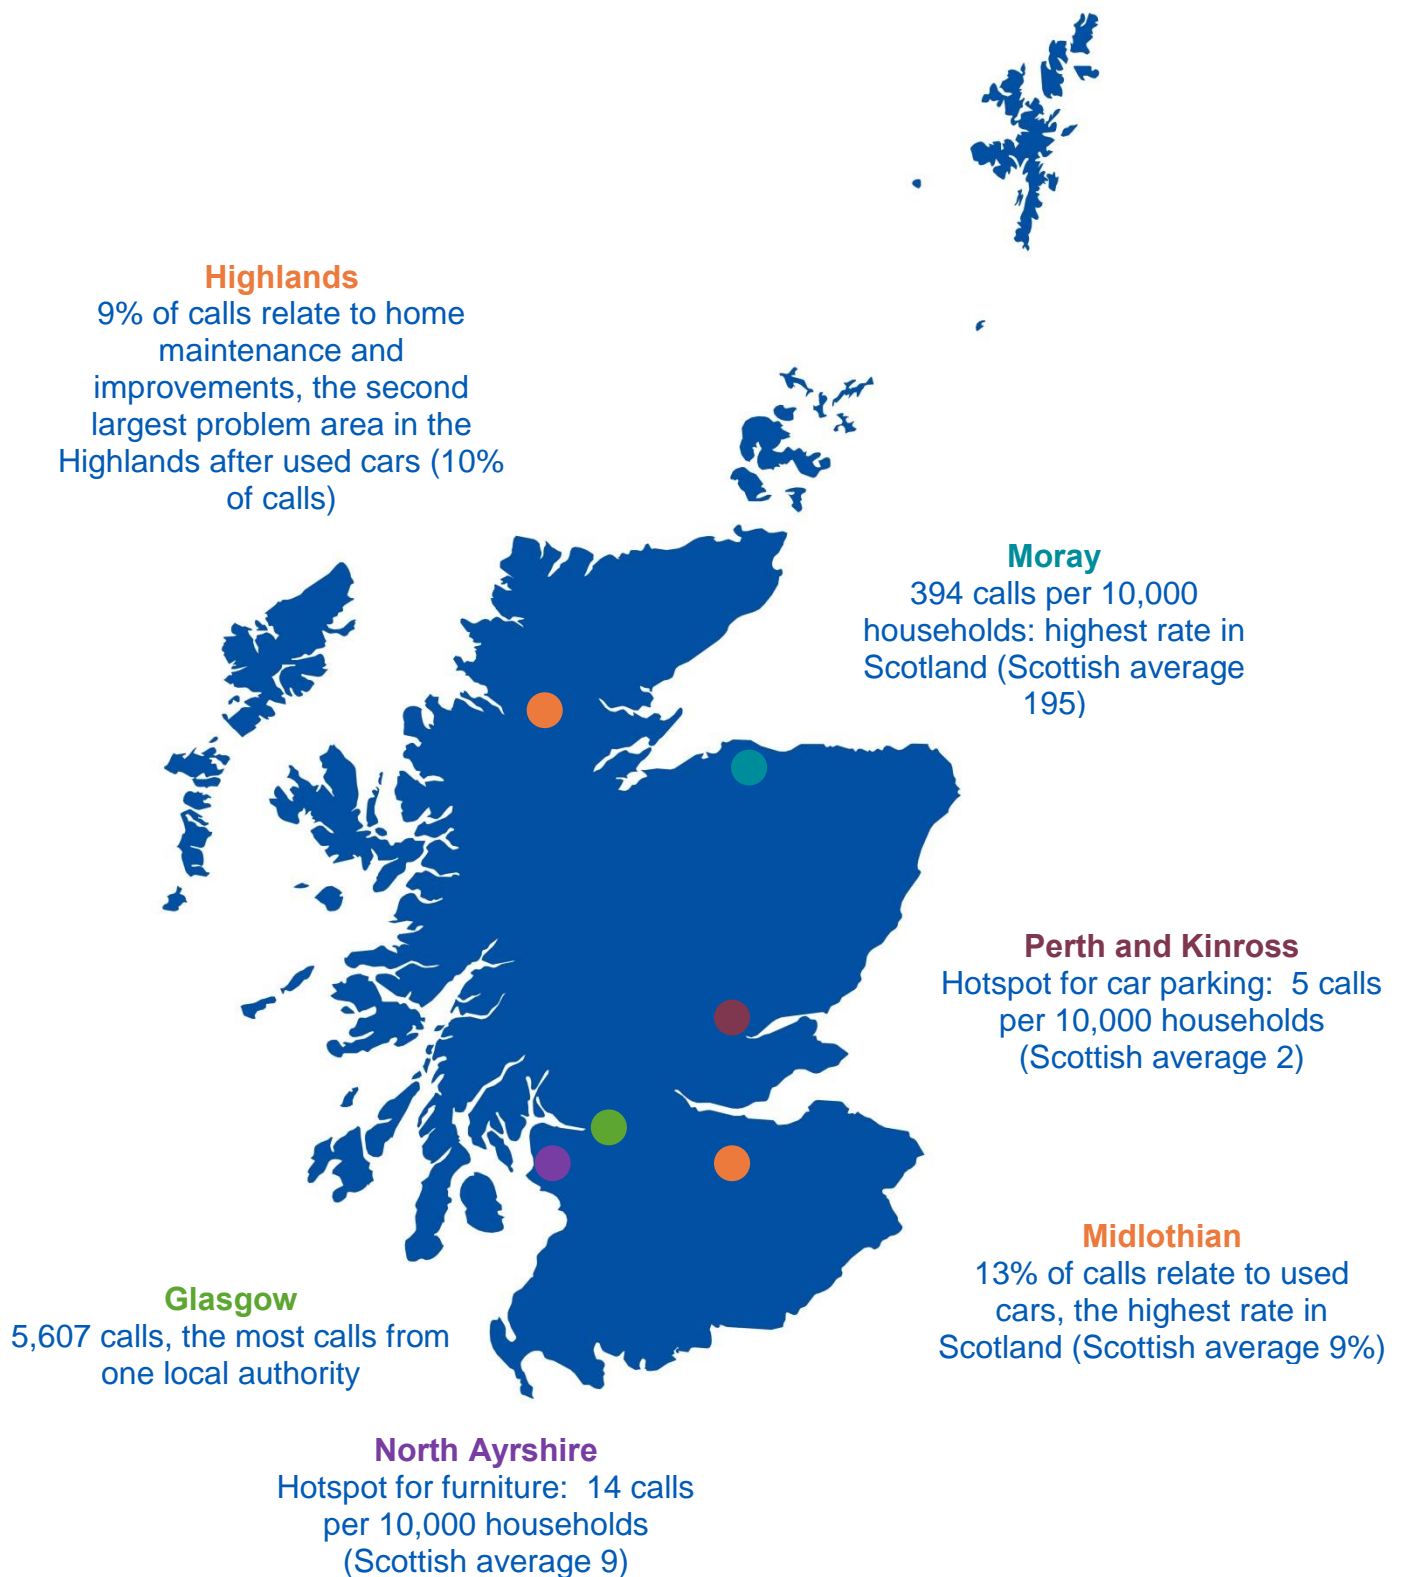 Highlands
9% of calls relate to home
maintenance and
improvements, the second
largest problem area in the
Highlands after used cars (10%
of calls)
Moray
394 calls per 10,000
households: highest rate in
Scotland (Scottish average
195)
Perth and Kinross
Hotspot for car parking:  5 calls
per 10,000 households
(Scottish average 2)
Midlothian
13% of calls relate to used
cars, the highest rate in
Scotland (Scottish average 9%)
Glasgow
5,607 calls, the most calls from
one local authority
North Ayrshire
Hotspot for furniture:  14 calls
per 10,000 households
(Scottish average 9)